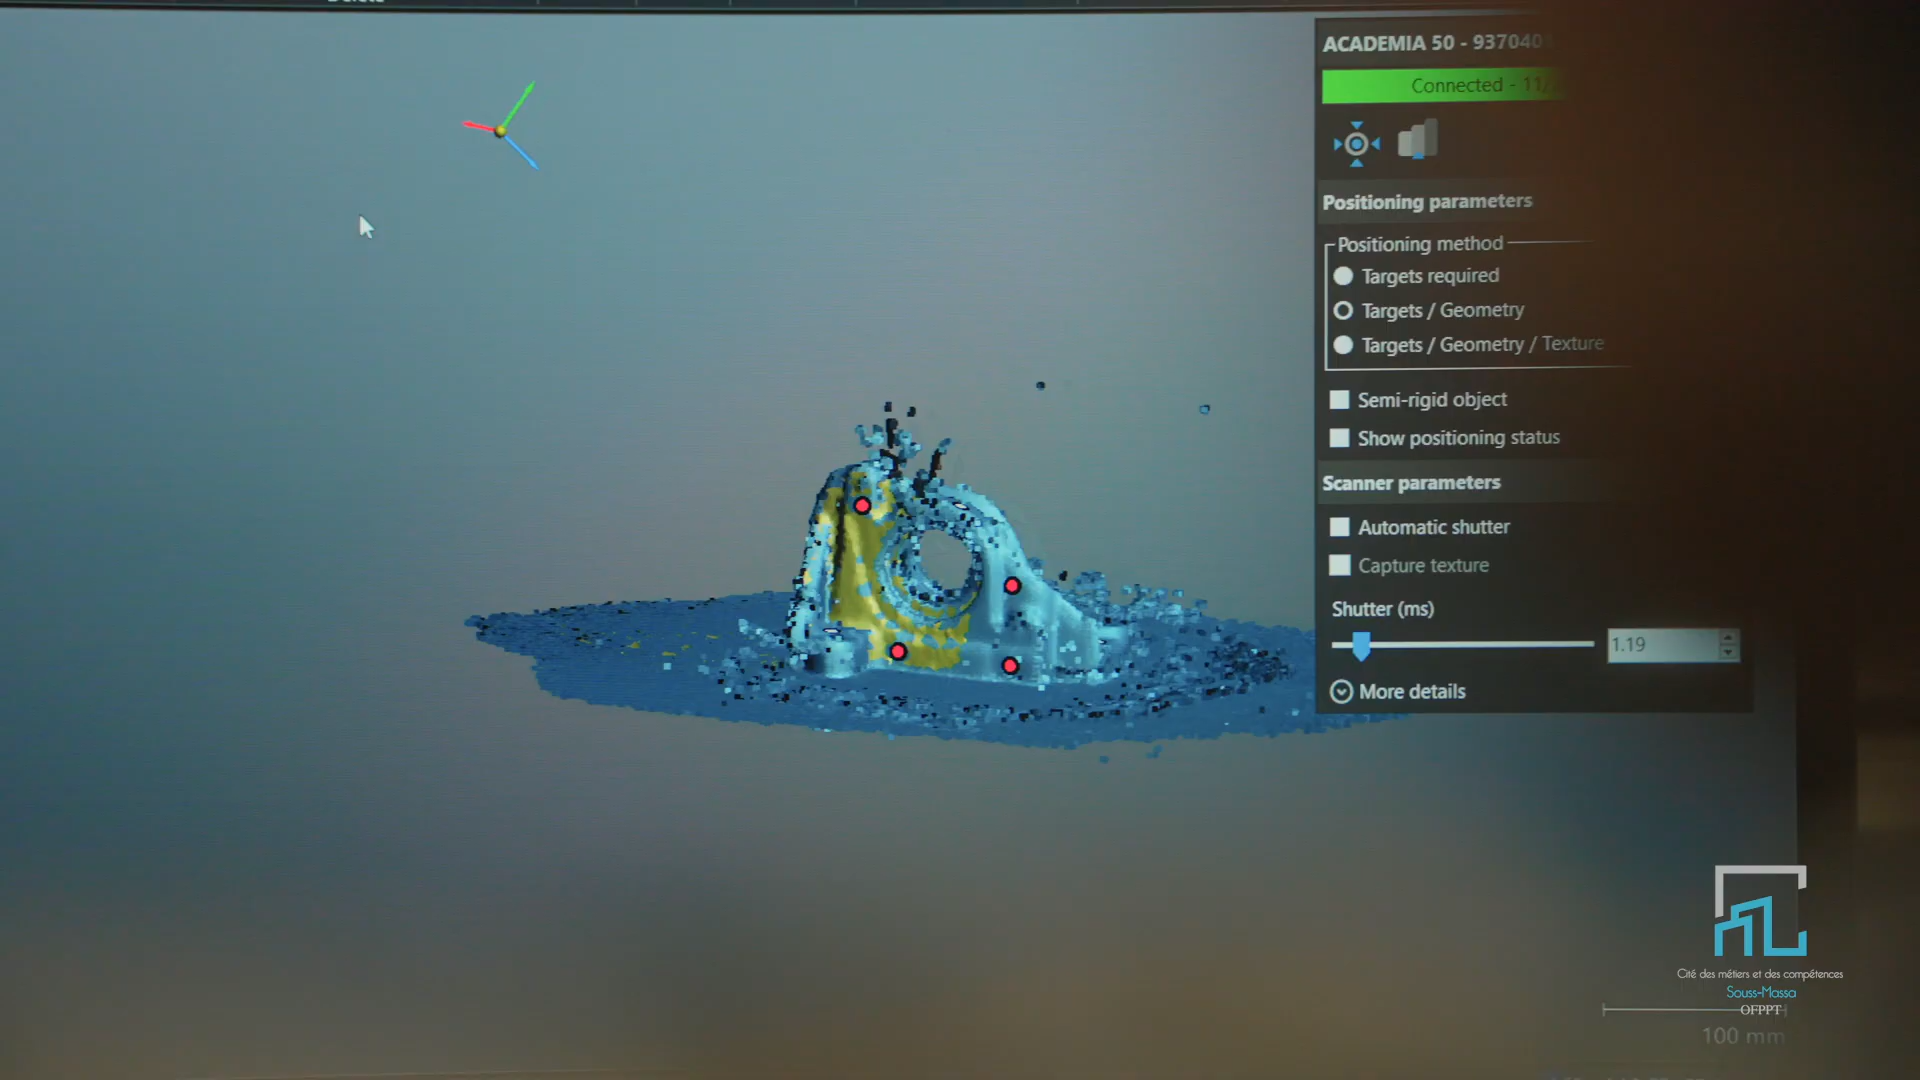 Delete
ACADEMIA 50 - 937040
Connected - 11/
Positioning parameters
Positioning method
Targets required
Targets / Geometry
Targets / Geometry / Texture
Semi-rigid object
Show positioning status
Scanner parameters
Automatic shutter
Capture texture
Shutter (ms)
1.19
More details
Cité des métiers et des compétences
Souss-Massa
OFPPT
100 mm